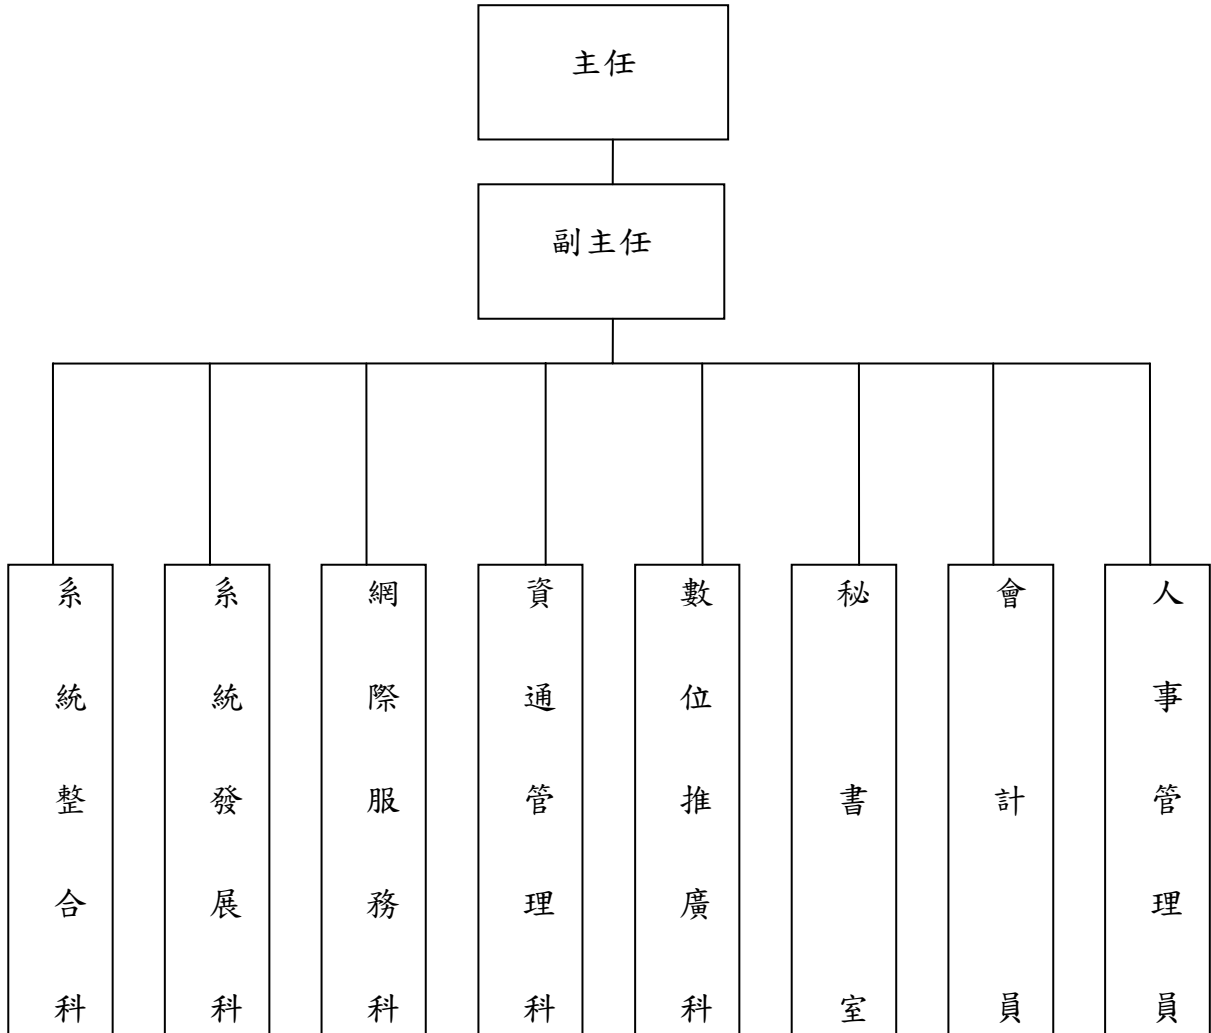 主任
副主任
系統整合科
系統發展科
網際服務科
資通管理科
數位推廣科
秘書室
會計員
人事管理員